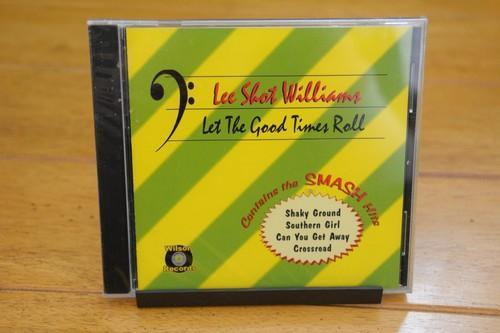 Lee Shot Williams
Let The Good Times Roll
Contains the SMASH Hits
Shaky Ground
Southern Girl
Can You Get Away
Crossroad
Wilson
Records